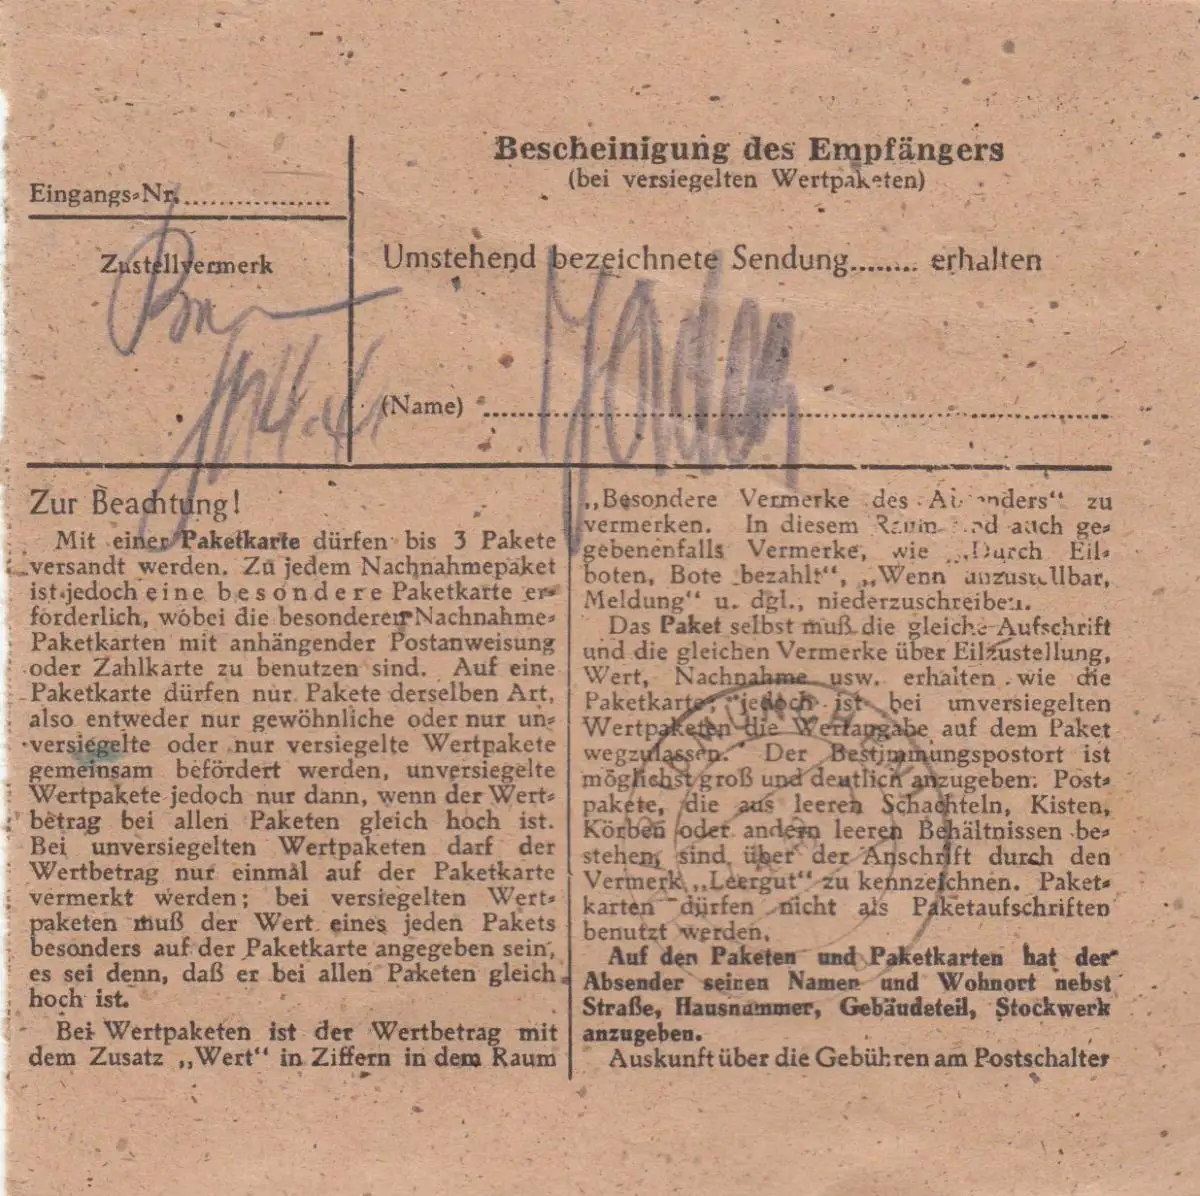 Bescheinigung des Empfängers
(bei versiegelten Wertpaketen)
Eingangs-Nr.
Zustellvermerk
Umstehend bezeichnete Sendung........ erhalten
(Name)
Zur Beachtung!
Mit einer Paketkarte dürfen bis 3 Pakete
versandt werden. Zu jedem Nachnahmepaket
ist jedoch eine besondere Paketkarte er-
forderlich, wobei die besonderen Nachnahme-
Paketkarten mit anhängender Postanweisung
oder Zahlkarte zu benutzen sind. Auf eine
Paketkarte dürfen nur Pakete derselben Art,
also entweder nur gewöhnliche oder nur un-
versiegelte oder nur versiegelte Wertpakete
gemeinsam befördert werden, unversiegelte
Wertpakete jedoch nur dann, wenn der Wert-
betrag bei allen Paketen gleich hoch ist.
Bei unversiegelten Wertpaketen darf der
Wertbetrag nur einmal auf der Paketkarte
vermerkt werden; bei versiegelten Wert-
paketen muß der Wert eines jeden Pakets
besonders auf der Paketkarte angegeben sein,
es sei denn, daß er bei allen Paketen gleich
hoch ist.
Bei Wertpaketen ist der Wertbetrag mit
dem Zusatz „Wert“ in Ziffern in dem Raum
„Besondere Vermerke des Absenders“ zu
vermerken. In diesem Raum sind auch ge-
gebenenfalls Vermerke, wie „Durch Eil-
boten, Bote bezahlt“, „Wenn unzustellbar,
Meldung“ u. dgl., niederzuschreiben.
Das Paket selbst muß die gleiche Aufschrift
und die gleichen Vermerke über Eilzustellung,
Wert, Nachnahme usw. erhalten wie die
Paketkarte; jedoch ist bei unversiegelten
Wertpaketen die Wertangabe auf dem Paket
wegzulassen. Der Bestimmungspostort ist
möglichst groß und deutlich anzugeben. Post-
pakete, die aus leeren Schachteln, Kisten,
Körben oder andern leeren Behältnissen be-
stehen, sind über der Anschrift durch den
Vermerk „Leergut“ zu kennzeichnen. Paket-
karten dürfen nicht als Paketaufschriften
benutzt werden.
Auf den Paketen und Paketkarten hat der
Absender seinen Namen und Wohnort nebst
Straße, Hausnummer, Gebäudeteil, Stockwerk
anzugeben.
Auskunft über die Gebühren am Postschalter